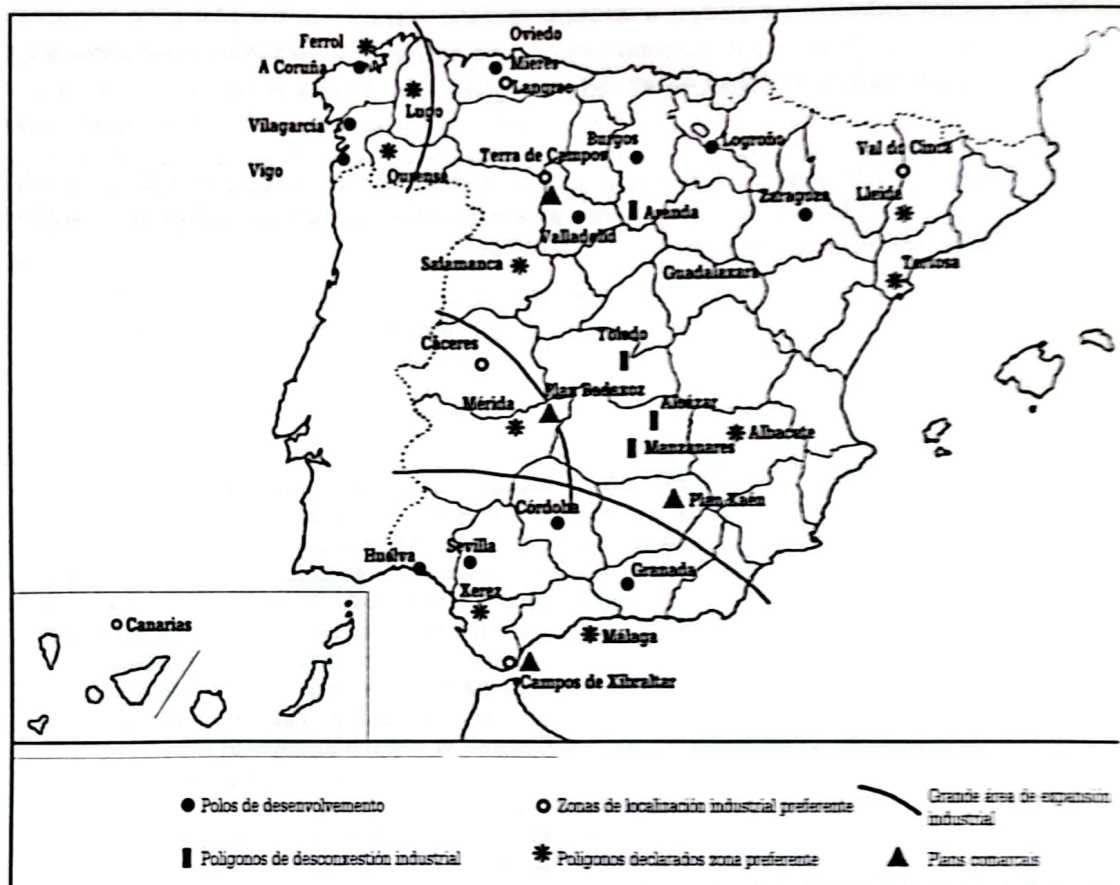 Ferrol
Oviedo
A Coruña
Mieres
Langreo
Lugo
Vilagarcía
Burgos
Logroño
Val do Cinca
Terra de Campos
Vigo
Ourense
Zaragoza
Lleida
Aranda
Valladolid
Salamanca
Guadalaxara
Tortosa
Toledo
Cáceres
Plan Badaxoz
Mérida
Alcázar
Albacete
Manzanares
Plan Xaén
Córdoba
Huelva
Sevilla
Granada
Xerez
Canarias
Málaga
Campos de Xibraltar
Polos de desenvolvemento
Zonas de localización industrial preferente
Grande área de expansión
industrial
Polígonos de desconxestión industrial
Polígonos declarados zona preferente
Plans comarcais